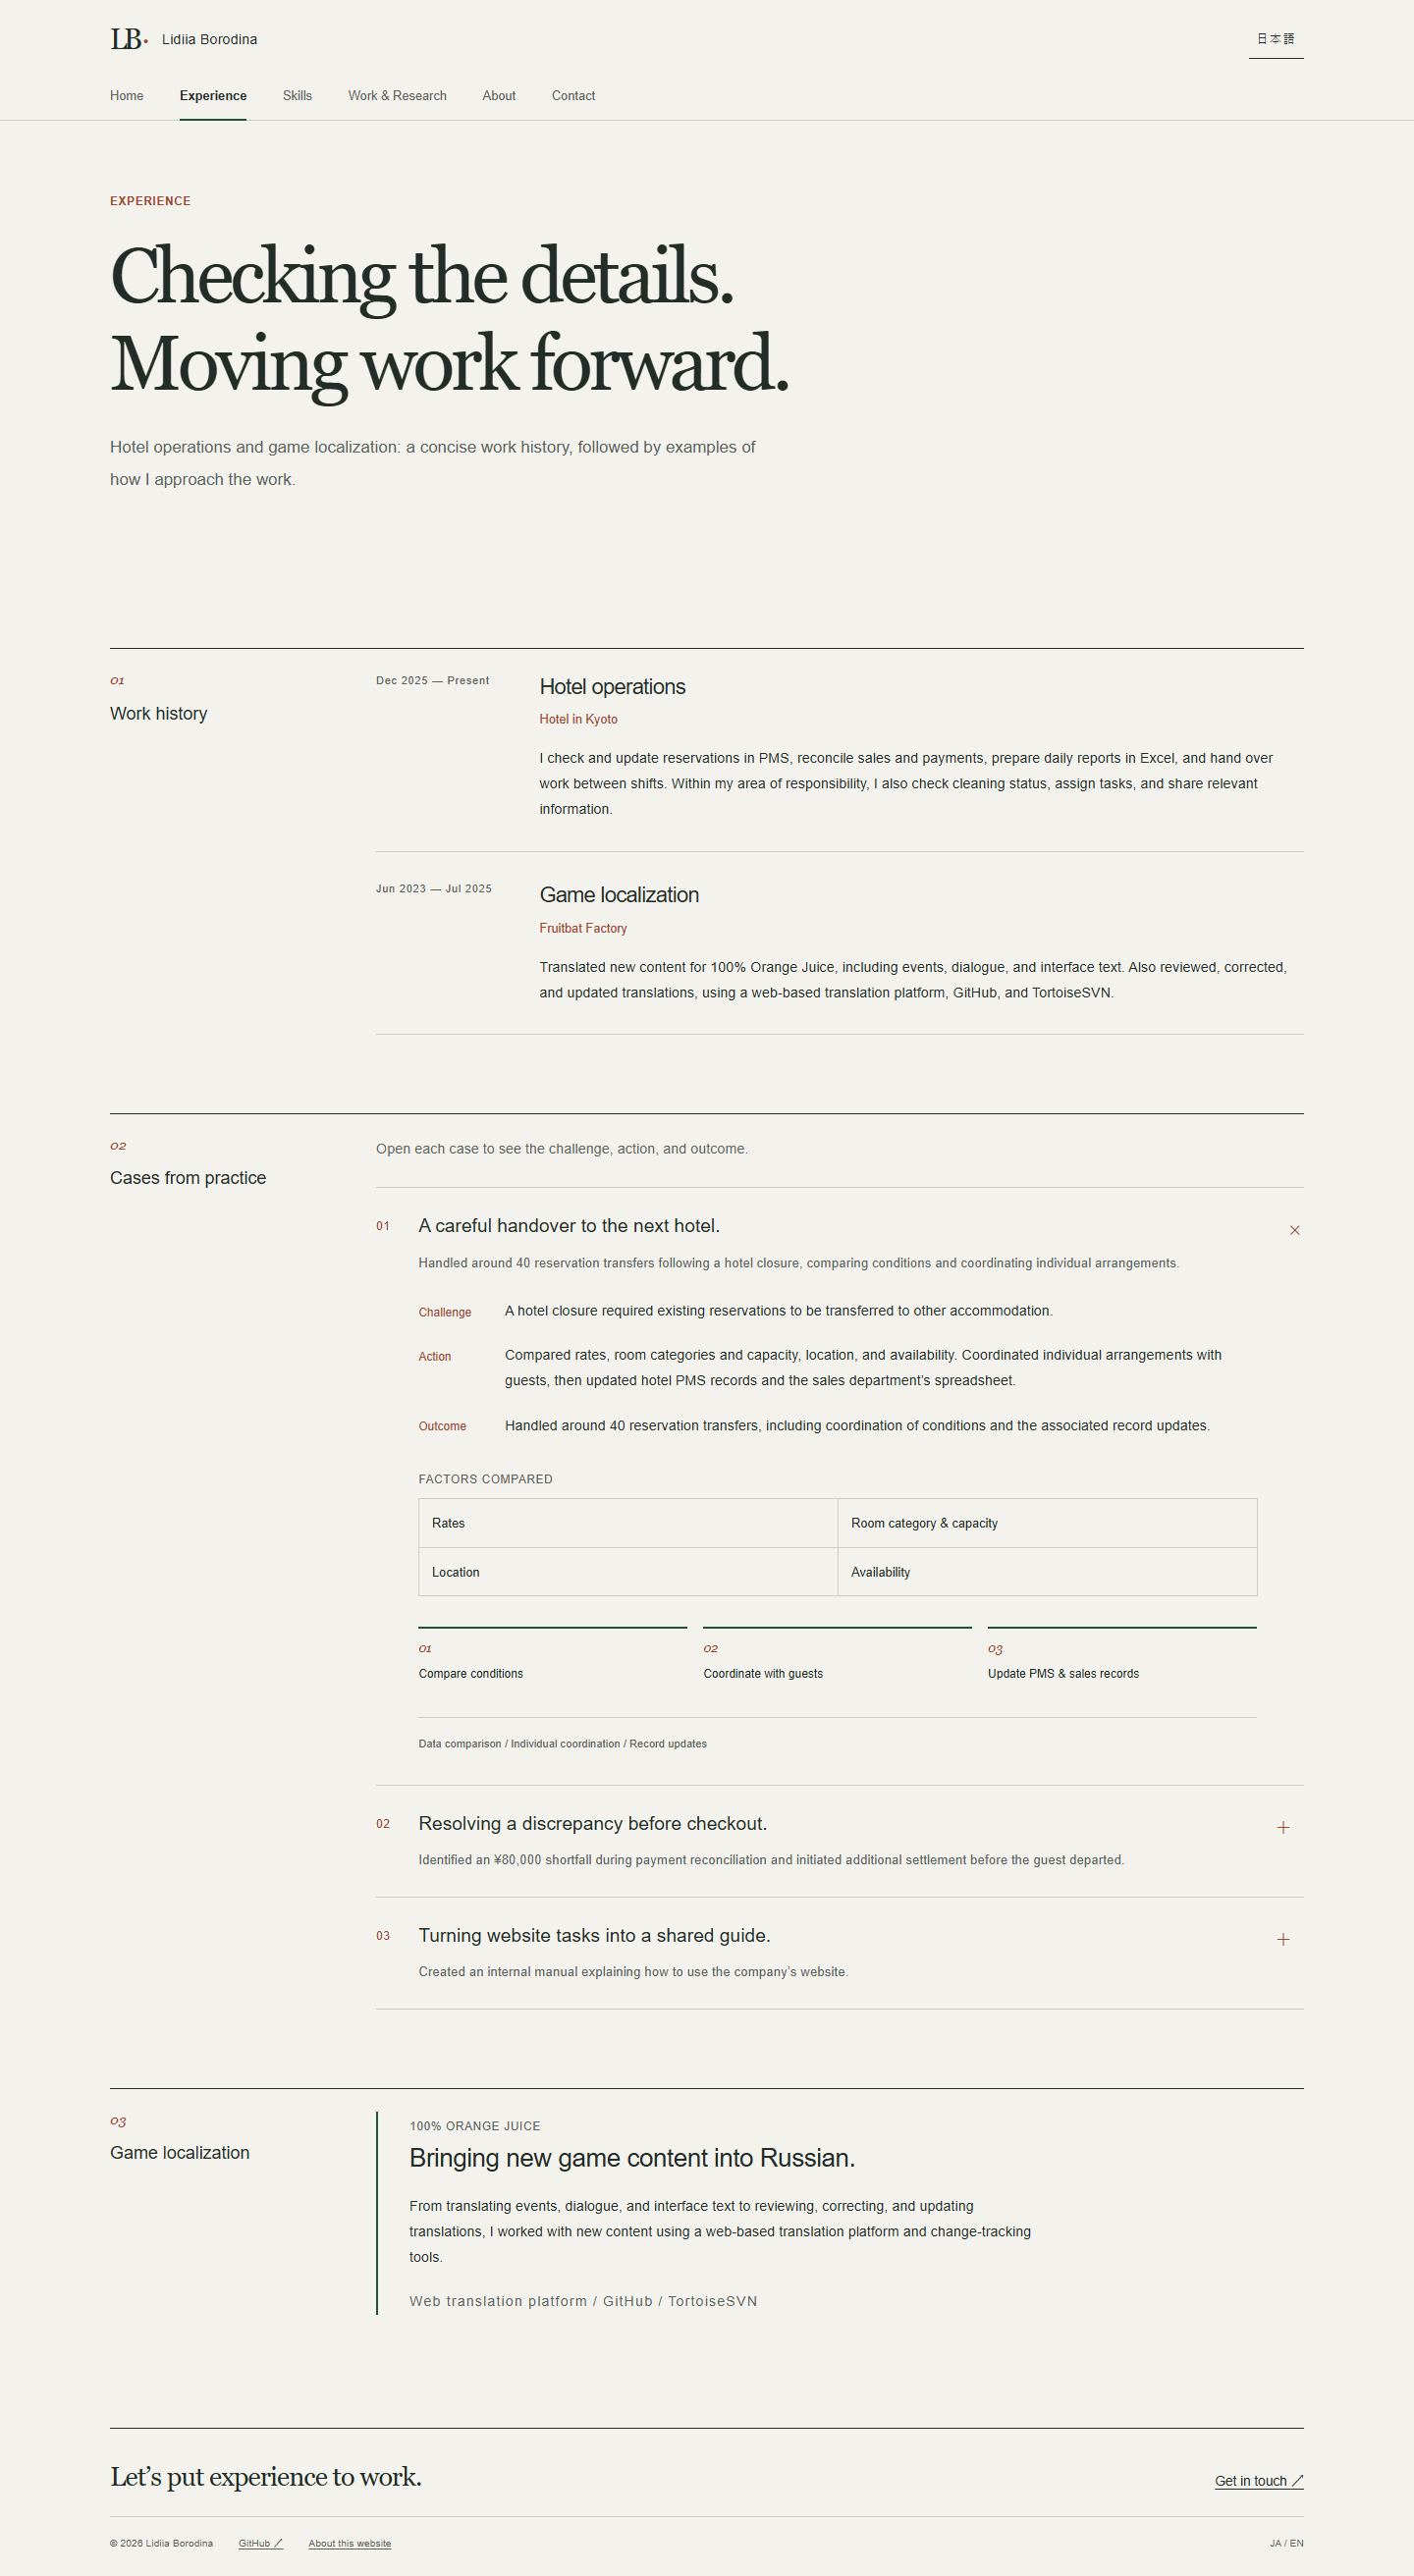 LB· Lidiia Borodina
日本語
Home Experience Skills Work & Research About Contact
EXPERIENCE
Checking the details.
Moving work forward.
Hotel operations and game localization: a concise work history, followed by examples of
how I approach the work.
01
Work history
Dec 2025 — Present
Hotel operations
Hotel in Kyoto
I check and update reservations in PMS, reconcile sales and payments, prepare daily reports in Excel, and hand over
work between shifts. Within my area of responsibility, I also check cleaning status, assign tasks, and share relevant
information.
Jun 2023 — Jul 2025
Game localization
Fruitbat Factory
Translated new content for 100% Orange Juice, including events, dialogue, and interface text. Also reviewed, corrected,
and updated translations, using a web-based translation platform, GitHub, and TortoiseSVN.
02
Cases from practice
Open each case to see the challenge, action, and outcome.
01 A careful handover to the next hotel. ×
Handled around 40 reservation transfers following a hotel closure, comparing conditions and coordinating individual arrangements.
Challenge A hotel closure required existing reservations to be transferred to other accommodation.
Action Compared rates, room categories and capacity, location, and availability. Coordinated individual arrangements with
guests, then updated hotel PMS records and the sales department’s spreadsheet.
Outcome Handled around 40 reservation transfers, including coordination of conditions and the associated record updates.
FACTORS COMPARED
Rates Room category & capacity
Location Availability
01 02 03
Compare conditions Coordinate with guests Update PMS & sales records
Data comparison / Individual coordination / Record updates
02 Resolving a discrepancy before checkout. +
Identified an ¥80,000 shortfall during payment reconciliation and initiated additional settlement before the guest departed.
03 Turning website tasks into a shared guide. +
Created an internal manual explaining how to use the company’s website.
03
Game localization
100% ORANGE JUICE
Bringing new game content into Russian.
From translating events, dialogue, and interface text to reviewing, correcting, and updating
translations, I worked with new content using a web-based translation platform and change-tracking
tools.
Web translation platform / GitHub / TortoiseSVN
Let’s put experience to work.
Get in touch ↗
© 2026 Lidiia Borodina GitHub ↗ About this website JA / EN